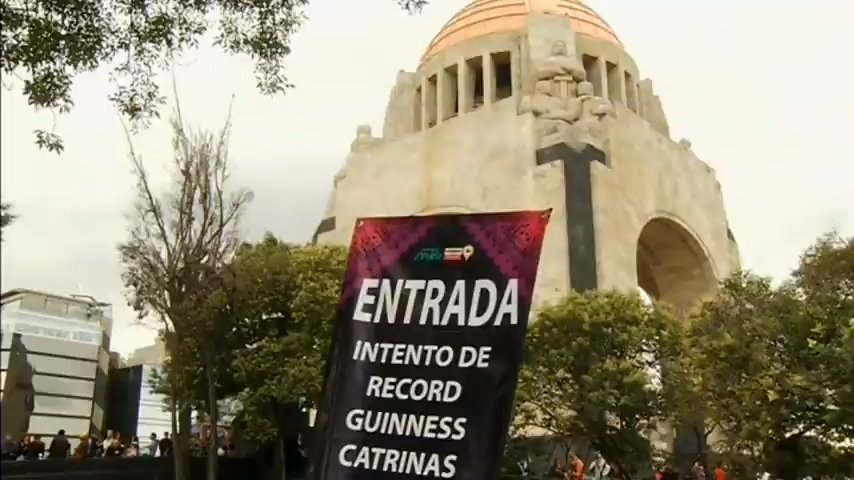 ENTRADA
INTENTO DE
RECORD
GUINNESS
CATRINAS